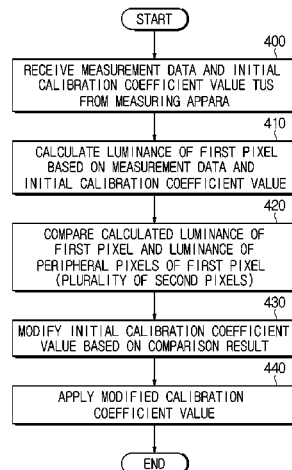 START
400
RECEIVE MEASUREMENT DATA AND INITIAL
CALIBRATION COEFFICIENT VALUE TUS
FROM MEASURING APPARA
410
CALCULATE LUMINANCE OF FIRST PIXEL
BASED ON MEASUREMENT DATA AND
INITIAL CALIBRATION COEFFICIENT VALUE
420
COMPARE CALCULATED LUMINANCE OF
FIRST PIXEL AND LUMINANCE OF
PERIPHERAL PIXELS OF FIRST PIXEL
(PLURALITY OF SECOND PIXELS)
430
MODIFY INITIAL CALIBRATION COEFFICIENT
VALUE BASED ON COMPARISON RESULT
440
APPLY MODIFIED CALIBRATION
COEFFICIENT VALUE
END